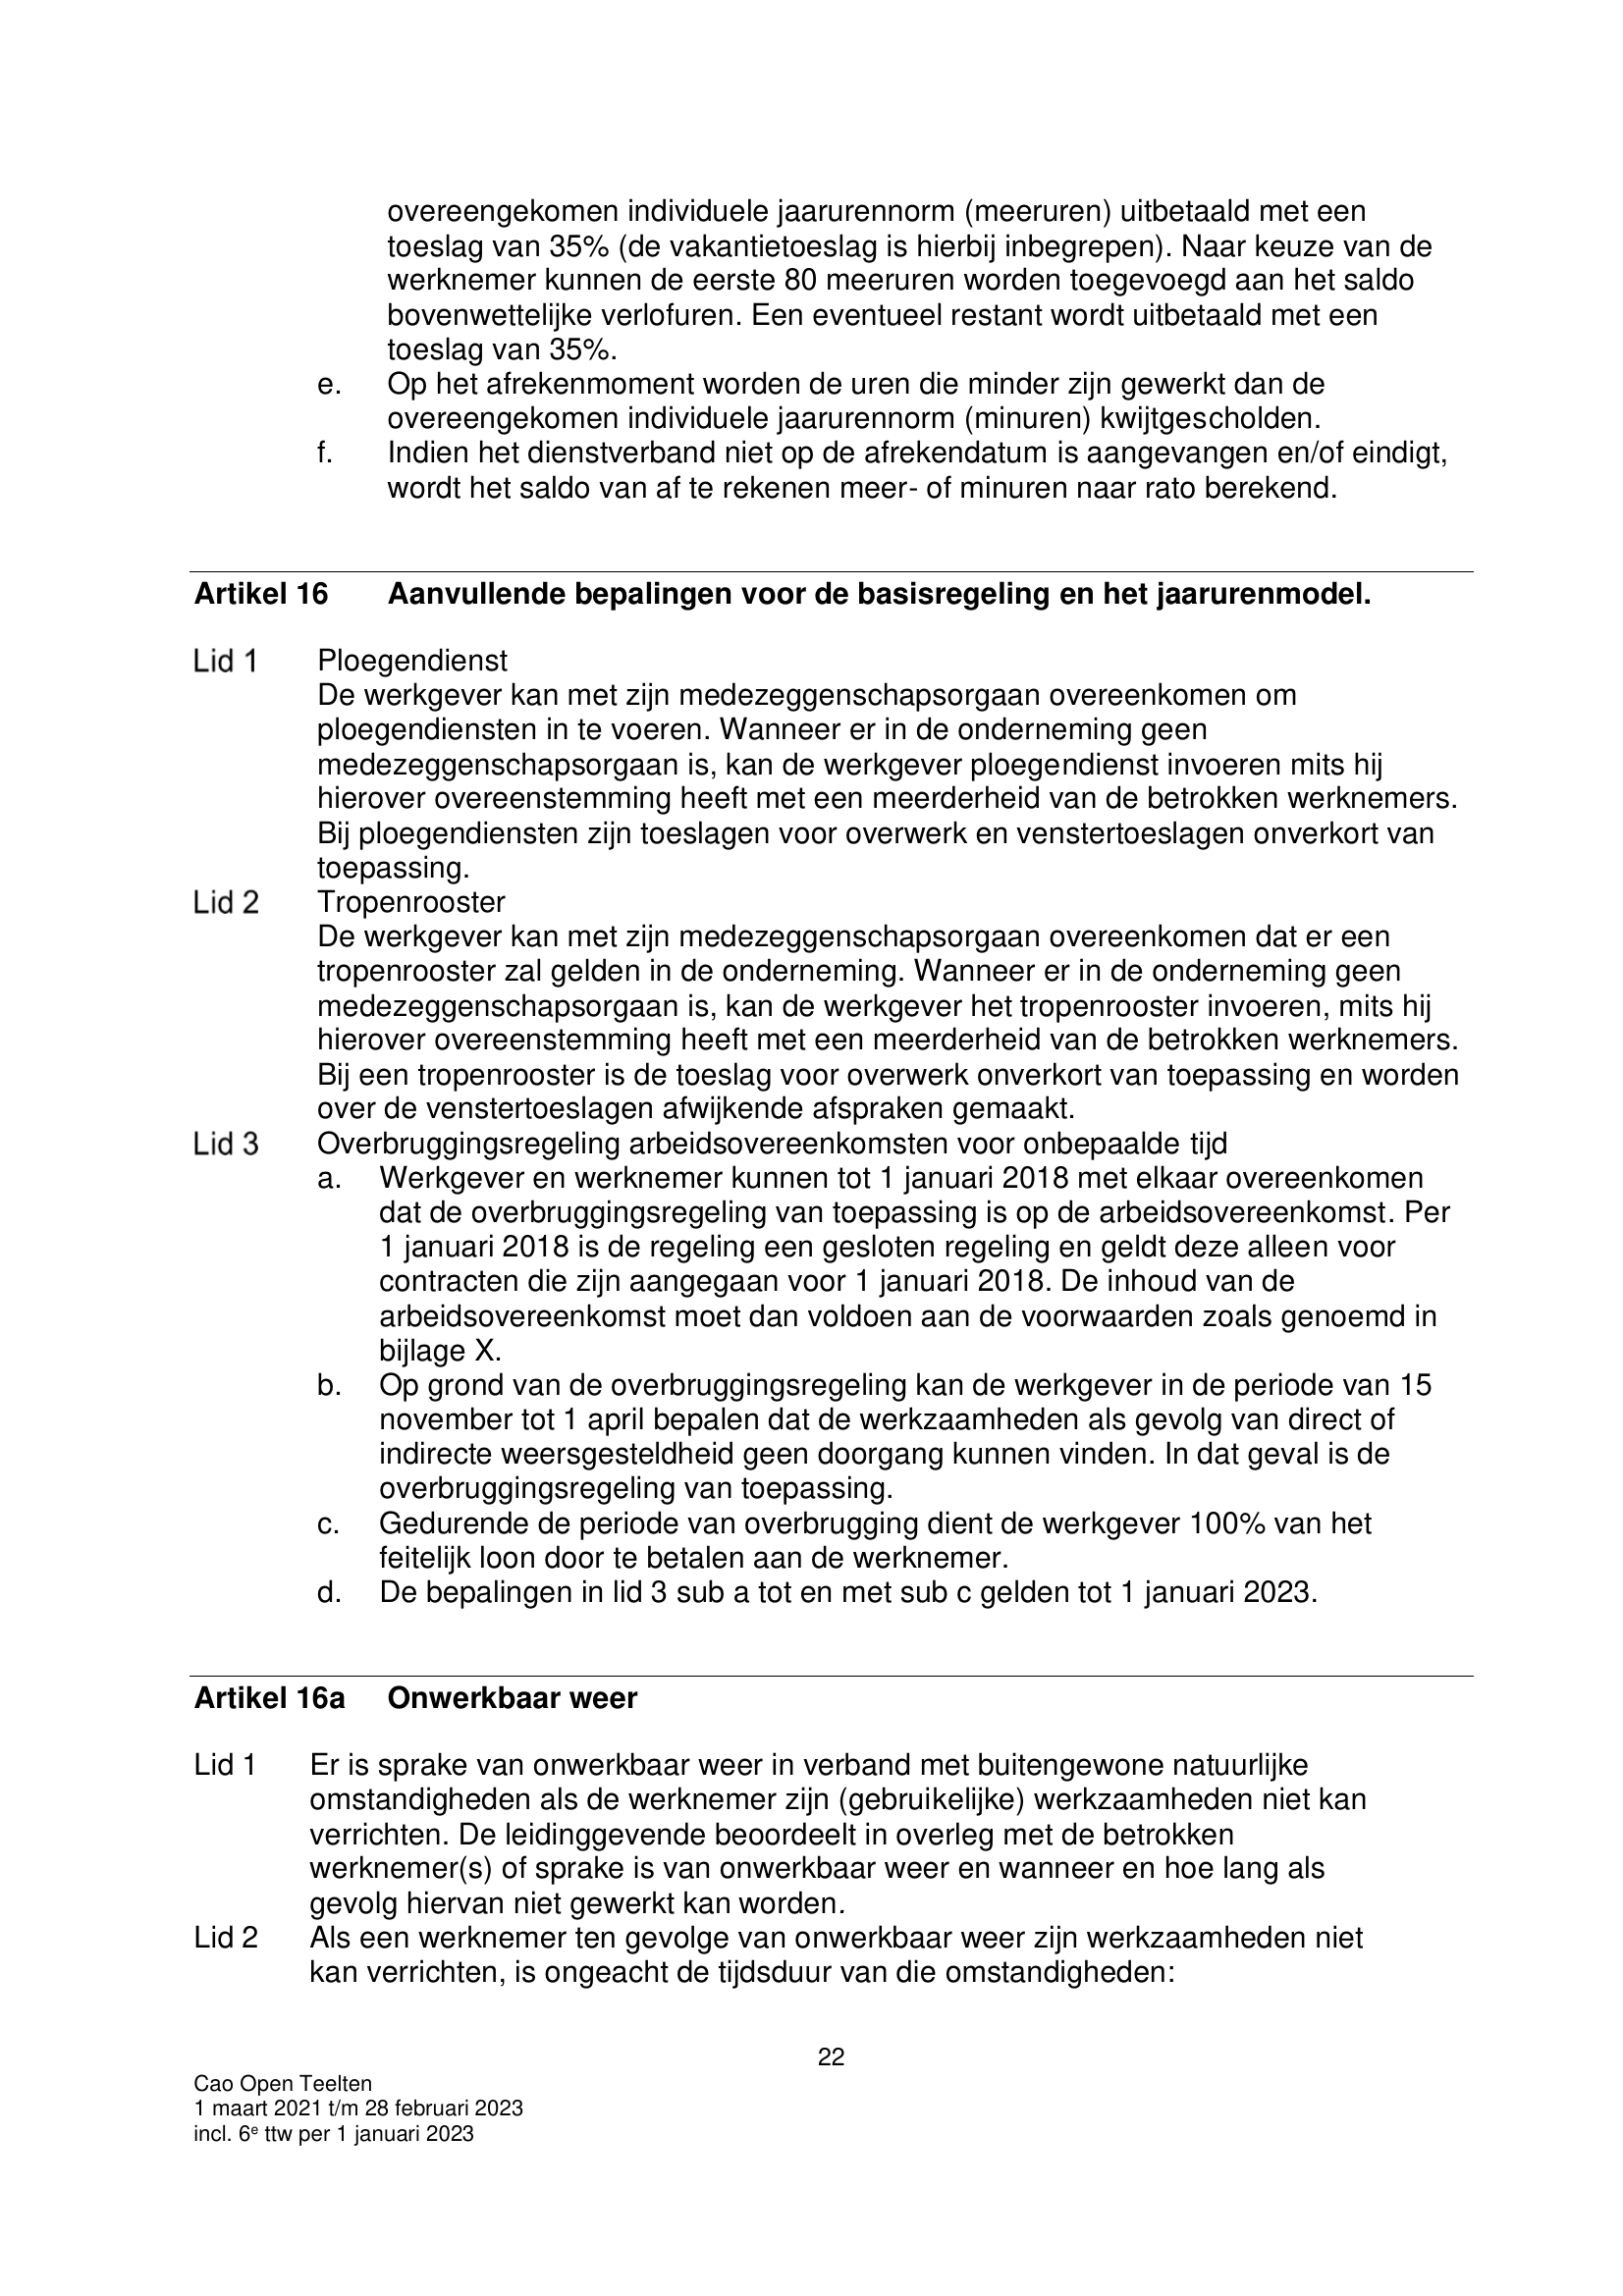 overeengekomen individuele jaarurennorm (meeruren) uitbetaald met een
toeslag van 35% (de vakantietoeslag is hierbij inbegrepen). Naar keuze van de
werknemer kunnen de eerste 80 meeruren worden toegevoegd aan het saldo
bovenwettelijke verlofuren. Een eventueel restant wordt uitbetaald met een
toeslag van 35%.
e. Op het afrekenmoment worden de uren die minder zijn gewerkt dan de
overeengekomen individuele jaarurennorm (minuren) kwijtgescholden.
f. Indien het dienstverband niet op de afrekendatum is aangevangen en/of eindigt,
wordt het saldo van af te rekenen meer- of minuren naar rato berekend.
Artikel 16 Aanvullende bepalingen voor de basisregeling en het jaarurenmodel.
Lid 1 Ploegendienst
De werkgever kan met zijn medezeggenschapsorgaan overeenkomen om
ploegendiensten in te voeren. Wanneer er in de onderneming geen
medezeggenschapsorgaan is, kan de werkgever ploegendienst invoeren mits hij
hierover overeenstemming heeft met een meerderheid van de betrokken werknemers.
Bij ploegendiensten zijn toeslagen voor overwerk en venstertoeslagen onverkort van
toepassing.
Lid 2 Tropenrooster
De werkgever kan met zijn medezeggenschapsorgaan overeenkomen dat er een
tropenrooster zal gelden in de onderneming. Wanneer er in de onderneming geen
medezeggenschapsorgaan is, kan de werkgever het tropenrooster invoeren, mits hij
hierover overeenstemming heeft met een meerderheid van de betrokken werknemers.
Bij een tropenrooster is de toeslag voor overwerk onverkort van toepassing en worden
over de venstertoeslagen afwijkende afspraken gemaakt.
Lid 3 Overbruggingsregeling arbeidsovereenkomsten voor onbepaalde tijd
a. Werkgever en werknemer kunnen tot 1 januari 2018 met elkaar overeenkomen
dat de overbruggingsregeling van toepassing is op de arbeidsovereenkomst. Per
1 januari 2018 is de regeling een gesloten regeling en geldt deze alleen voor
contracten die zijn aangegaan voor 1 januari 2018. De inhoud van de
arbeidsovereenkomst moet dan voldoen aan de voorwaarden zoals genoemd in
bijlage X.
b. Op grond van de overbruggingsregeling kan de werkgever in de periode van 15
november tot 1 april bepalen dat de werkzaamheden als gevolg van direct of
indirecte weersgesteldheid geen doorgang kunnen vinden. In dat geval is de
overbruggingsregeling van toepassing.
c. Gedurende de periode van overbrugging dient de werkgever 100% van het
feitelijk loon door te betalen aan de werknemer.
d. De bepalingen in lid 3 sub a tot en met sub c gelden tot 1 januari 2023.
Artikel 16a Onwerkbaar weer
Lid 1 Er is sprake van onwerkbaar weer in verband met buitengewone natuurlijke
omstandigheden als de werknemer zijn (gebruikelijke) werkzaamheden niet kan
verrichten. De leidinggevende beoordeelt in overleg met de betrokken
werknemer(s) of sprake is van onwerkbaar weer en wanneer en hoe lang als
gevolg hiervan niet gewerkt kan worden.
Lid 2 Als een werknemer ten gevolge van onwerkbaar weer zijn werkzaamheden niet
kan verrichten, is ongeacht de tijdsduur van die omstandigheden:
22
Cao Open Teelten
1 maart 2021 t/m 28 februari 2023
incl. 6e ttw per 1 januari 2023